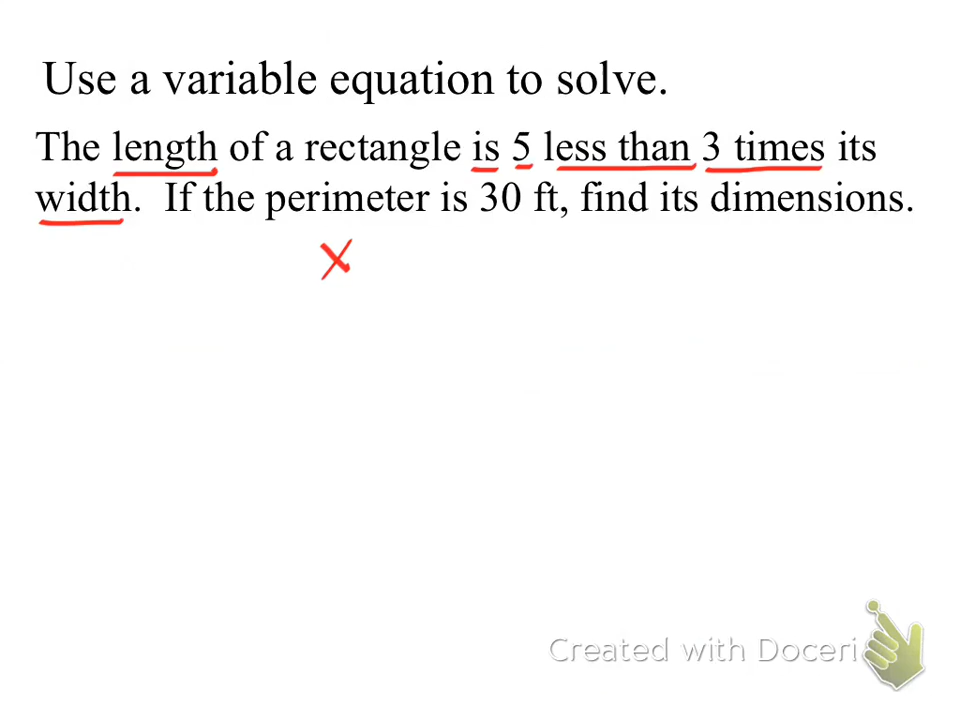 Use a variable equation to solve.
The length of a rectangle is 5 less than 3 times its
width. If the perimeter is 30 ft, find its dimensions.
x
Created with Doceri